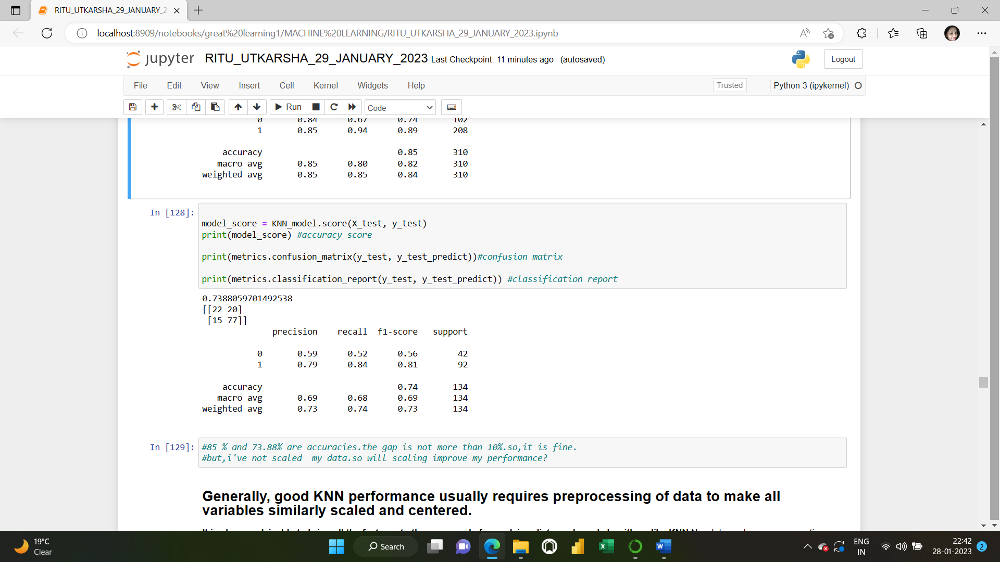 RITU_UTKARSHA_29_JANUARY_2
localhost:8909/notebooks/great%20learning1/MACHINE%20LEARNING/RITU_UTKARSHA_29_JANUARY_2023.ipynb
jupyter RITU_UTKARSHA_29_JANUARY_2023 Last Checkpoint: 11 minutes ago (autosaved)
Logout
File Edit View Insert Cell Kernel Widgets Help
Trusted Python 3 (ipykernel)
Run Code
0 0.84 0.67 0.74 102
1 0.85 0.94 0.89 208
accuracy 0.85 310
macro avg 0.85 0.80 0.82 310
weighted avg 0.85 0.85 0.84 310
In [128]:
model_score = KNN_model.score(X_test, y_test)
print(model_score) #accuracy score
print(metrics.confusion_matrix(y_test, y_test_predict))#confusion matrix
print(metrics.classification_report(y_test, y_test_predict)) #classification report
0.7388059701492538
[[22 20]
[15 77]]
precision recall f1-score support
0 0.59 0.52 0.56 42
1 0.79 0.84 0.81 92
accuracy 0.74 134
macro avg 0.69 0.68 0.69 134
weighted avg 0.73 0.74 0.73 134
In [129]: #85 % and 73.88% are accuracies.the gap is not more than 10%.so,it is fine.
#but,i've not scaled my data.so will scaling improve my performance?
Generally, good KNN performance usually requires preprocessing of data to make all
variables similarly scaled and centered.
19°C
Clear
Search
ENG
IN
22:42
28-01-2023
2